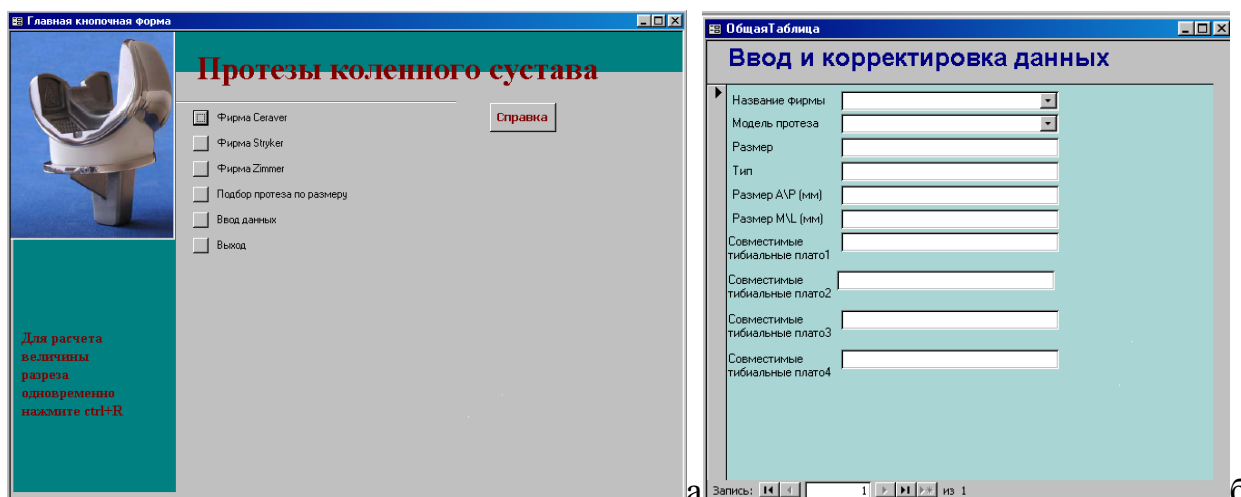 Главная кнопочная форма
Протезы коленного сустава
Фирма Ceraver
Справка
Фирма Stryker
Фирма Zimmer
Подбор протеза по размеру
Ввод данных
Выход
Для расчета
величины
разреза
одновременно
нажмите ctrl+R
а
ОбщаяТаблица
Ввод и корректировка данных
Название фирмы
Модель протеза
Размер
Тип
Размер A\P (мм)
Размер M\L (мм)
Совместимые
тибиальные плато1
Совместимые
тибиальные плато2
Совместимые
тибиальные плато3
Совместимые
тибиальные плато4
Запись: 1 из 1
б